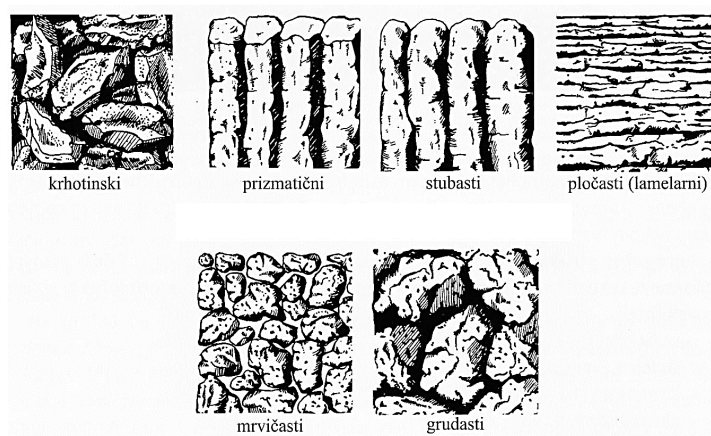 krhotinski
prizmatični
stubasti
pločasti (lamelarni)
mrvičasti
grudasti